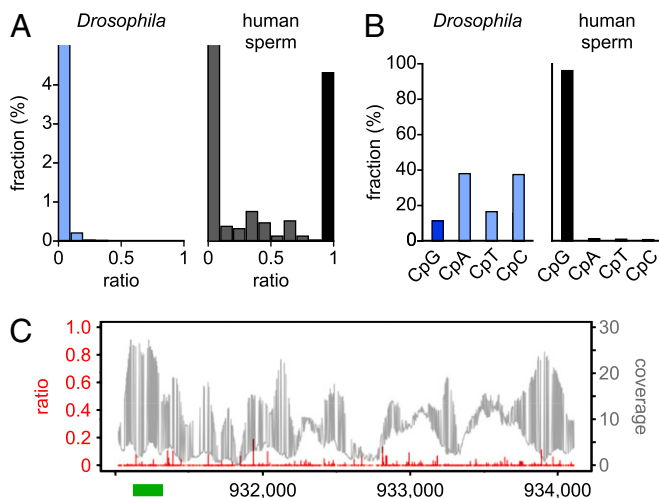 A
Drosophila
human
sperm
fraction (%)
4
3
2
1
0
0
0.5
1
0
0.5
1
ratio
ratio
B
Drosophila
human
sperm
fraction (%)
100
80
60
40
20
0
CpG
CpA
CpT
CpC
CpG
CpA
CpT
CpC
C
ratio
1.0
0.8
0.6
0.4
0.2
0
30
20
10
0
coverage
932,000
933,000
934,000